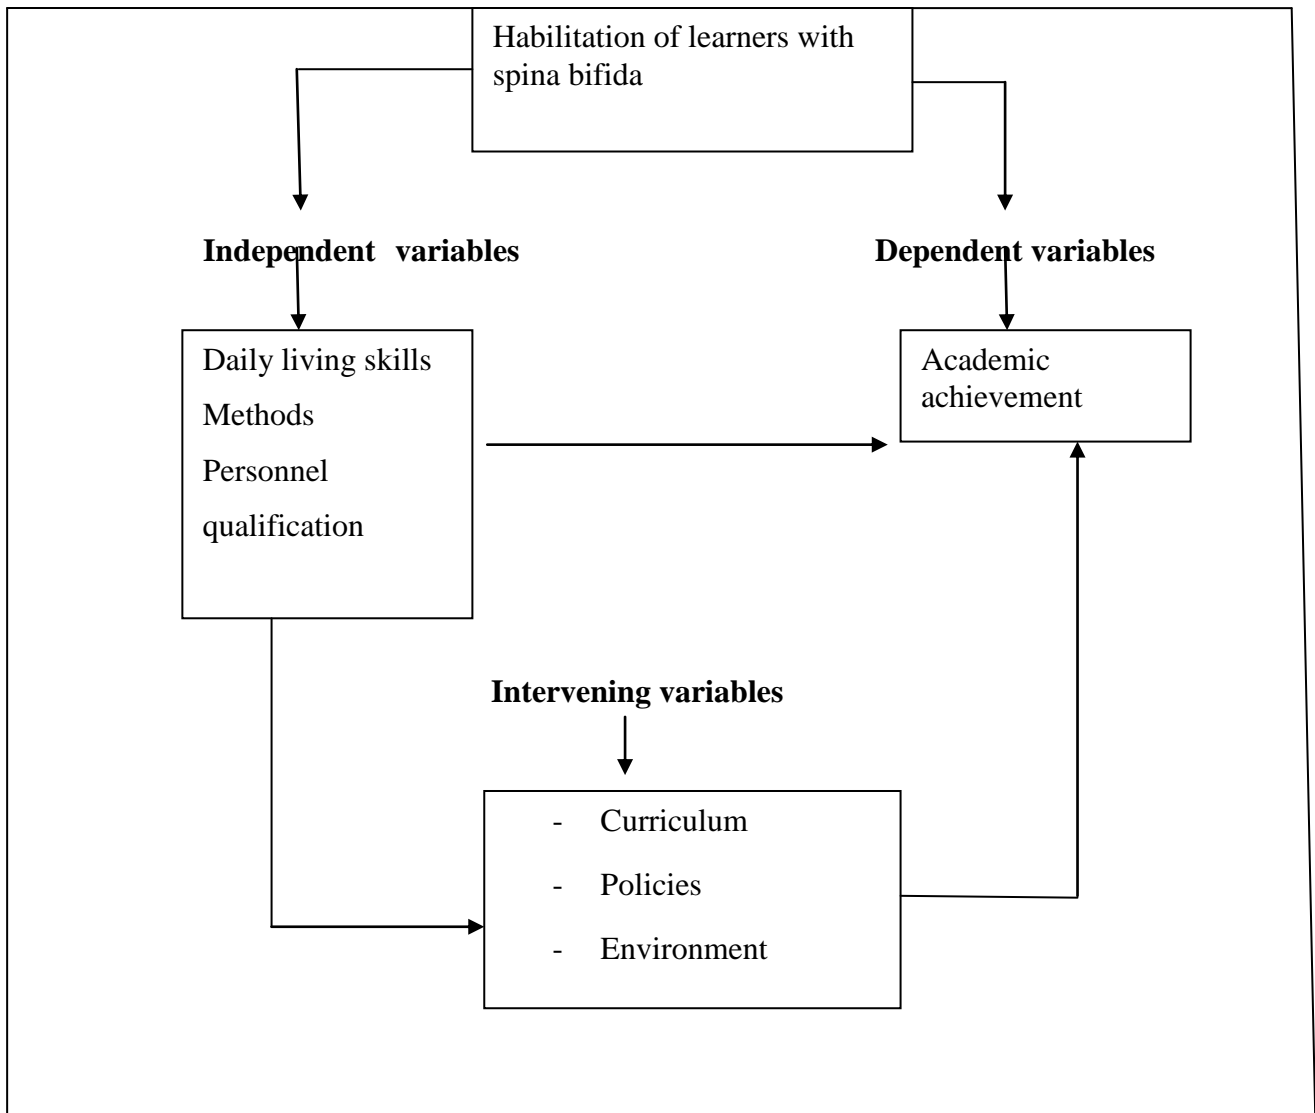 Habilitation of learners with
spina bifida
Independent variables
Dependent variables
Daily living skills
Methods
Personnel
qualification
Academic
achievement
Intervening variables
- Curriculum
- Policies
- Environment